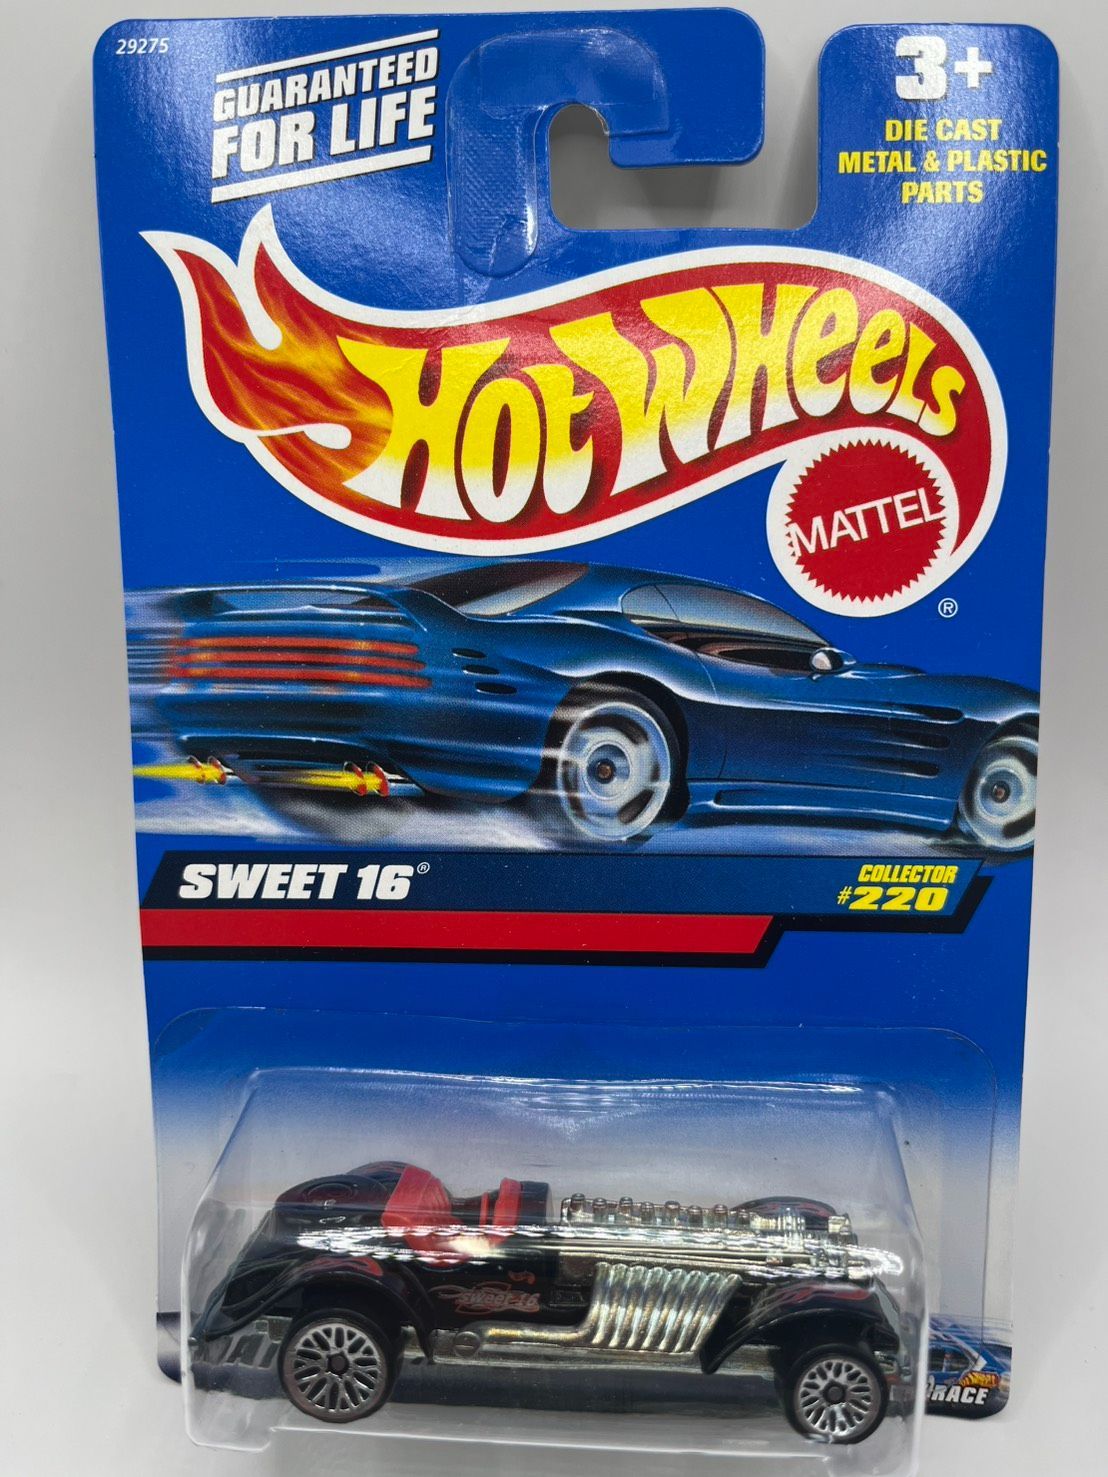 29275
GUARANTEED
FOR LIFE
3+
DIE CAST
METAL & PLASTIC
PARTS
HOT WHEELS
MATTEL
®
SWEET 16®
COLLECTOR
#220
sweet-16
RACE